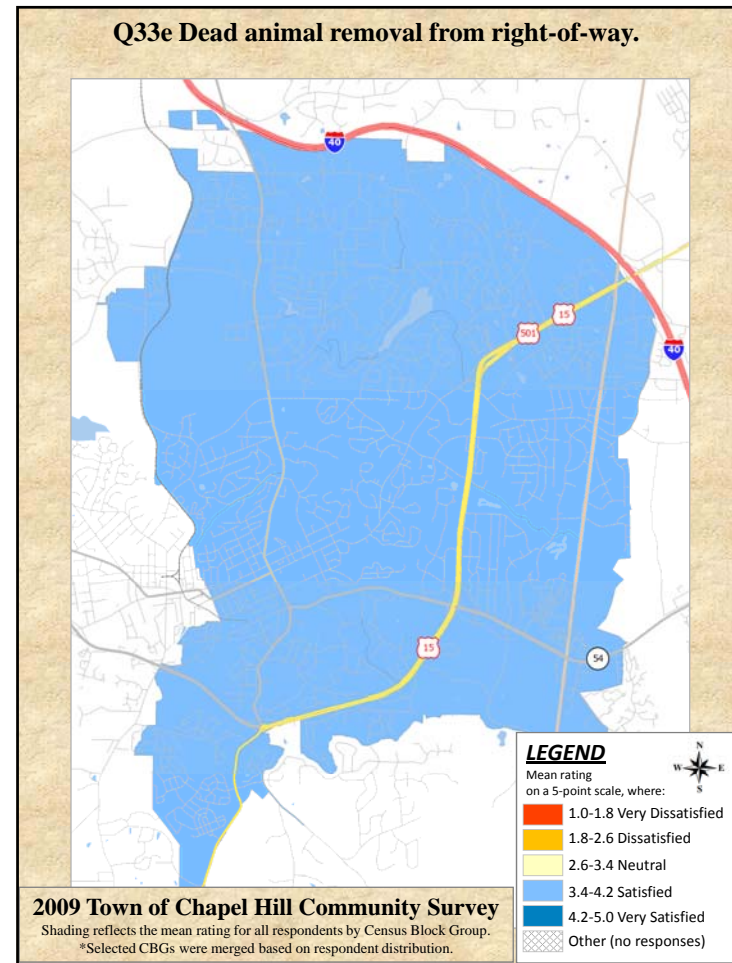 Q33e Dead animal removal from right-of-way.
40
15
501
40
15
54
LEGEND
Mean rating
on a 5-point scale, where:
N
W E
S
1.0-1.8 Very Dissatisfied
1.8-2.6 Dissatisfied
2.6-3.4 Neutral
3.4-4.2 Satisfied
4.2-5.0 Very Satisfied
Other (no responses)
2009 Town of Chapel Hill Community Survey
Shading reflects the mean rating for all respondents by Census Block Group.
*Selected CBGs were merged based on respondent distribution.